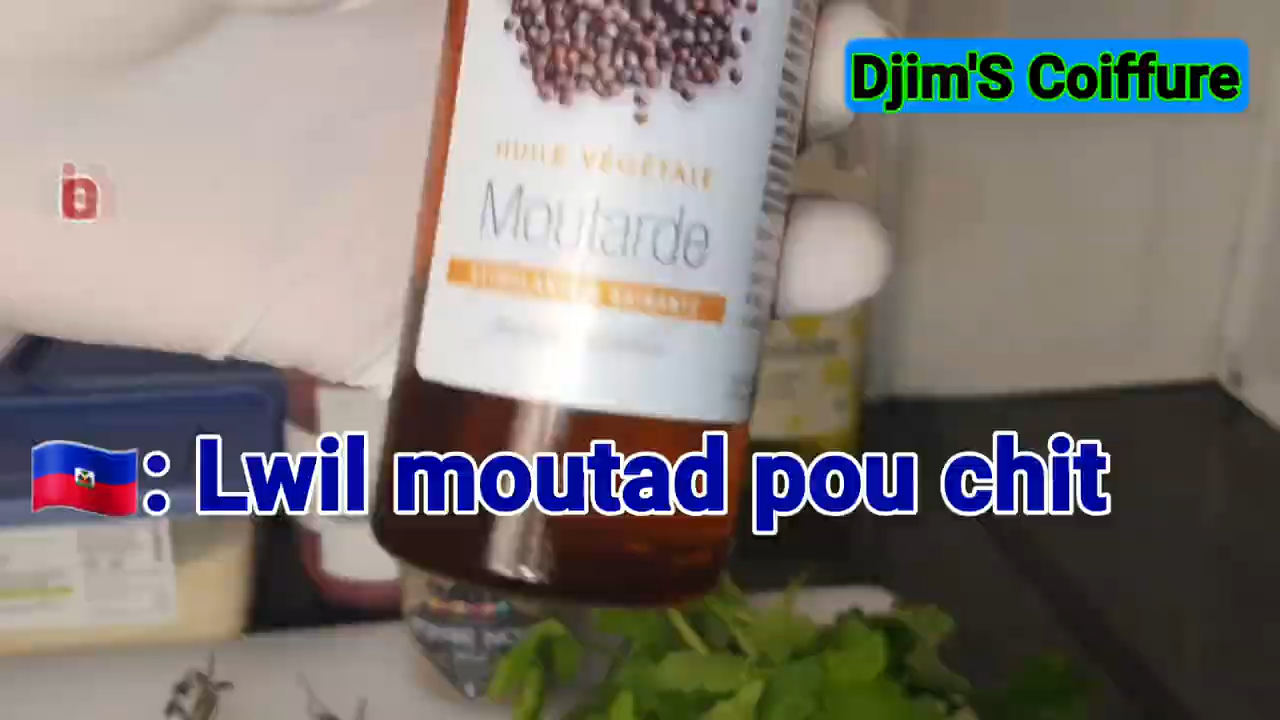 Djim'S Coiffure
b
HUILE VÉGÉTALE
Moutarde
🇭🇹: Lwil moutad pou chit